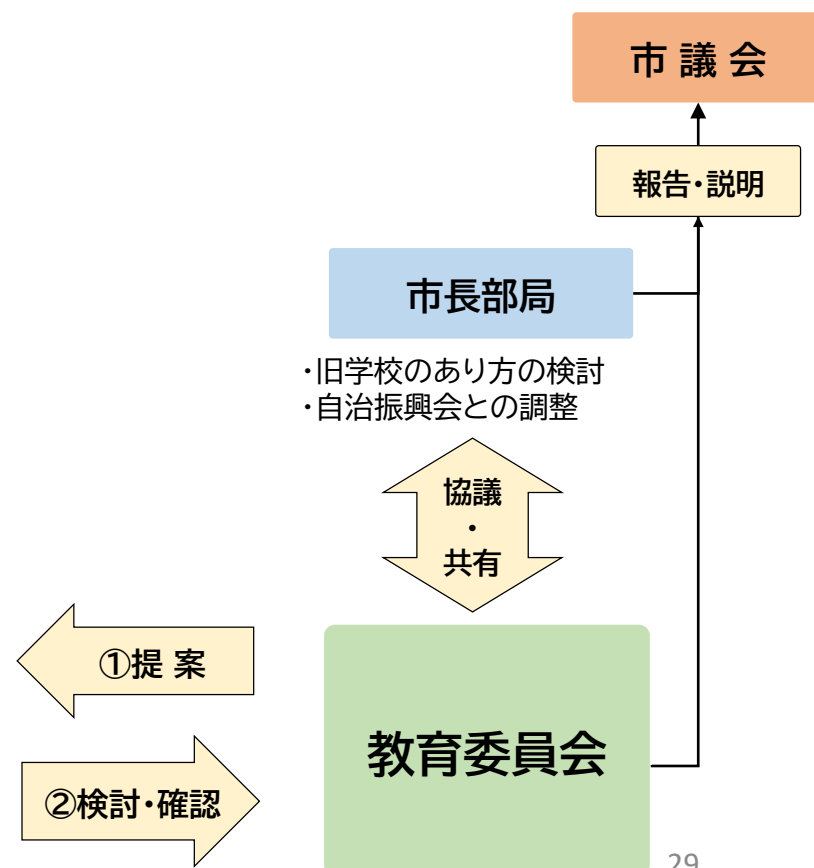 市議会
報告・説明
市長部局
・旧学校のあり方の検討
・自治振興会との調整
協議
・
共有
①提案
教育委員会
②検討・確認
29